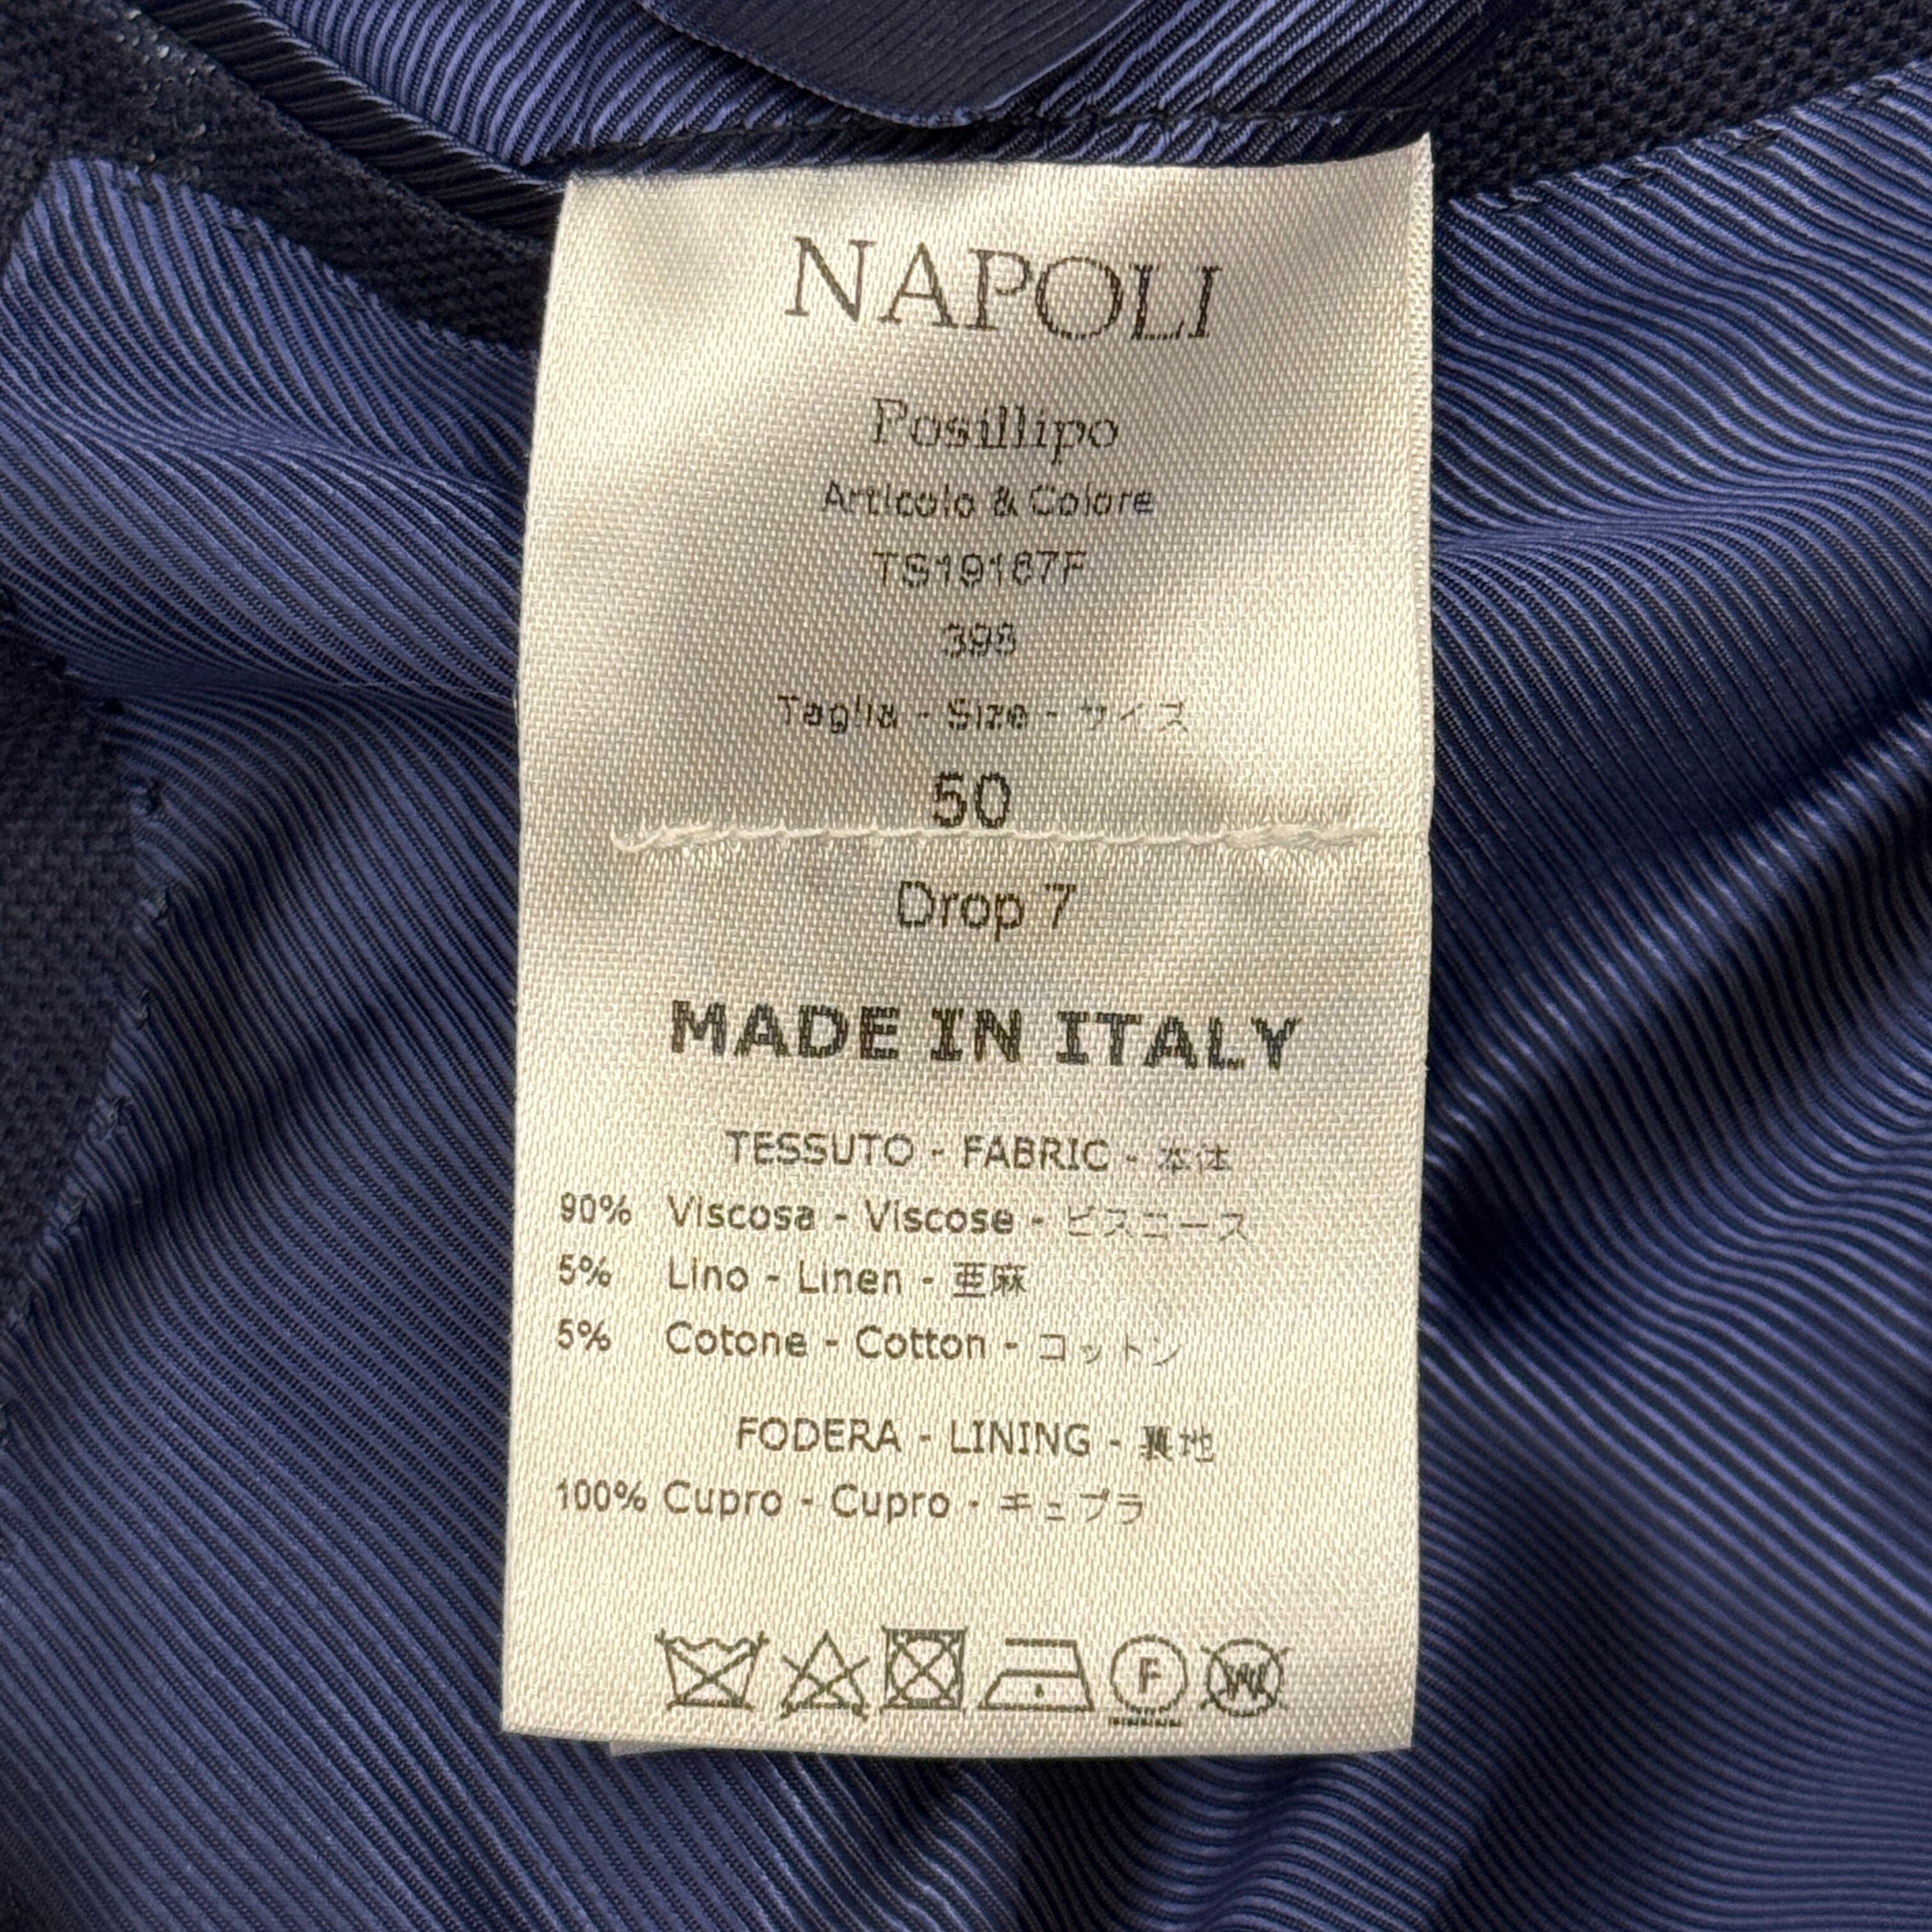 NAPOLI
Posillipo
Articolo & Colore
TS19167F
398
Taglia - Size - サイズ
50
Drop 7
MADE IN ITALY
TESSUTO - FABRIC - 本体
90% Viscosa - Viscose - ビスコース
5% Lino - Linen - 亜麻
5% Cotone - Cotton - コットン
FODERA - LINING - 裏地
100% Cupro - Cupro - キュプラ
F W